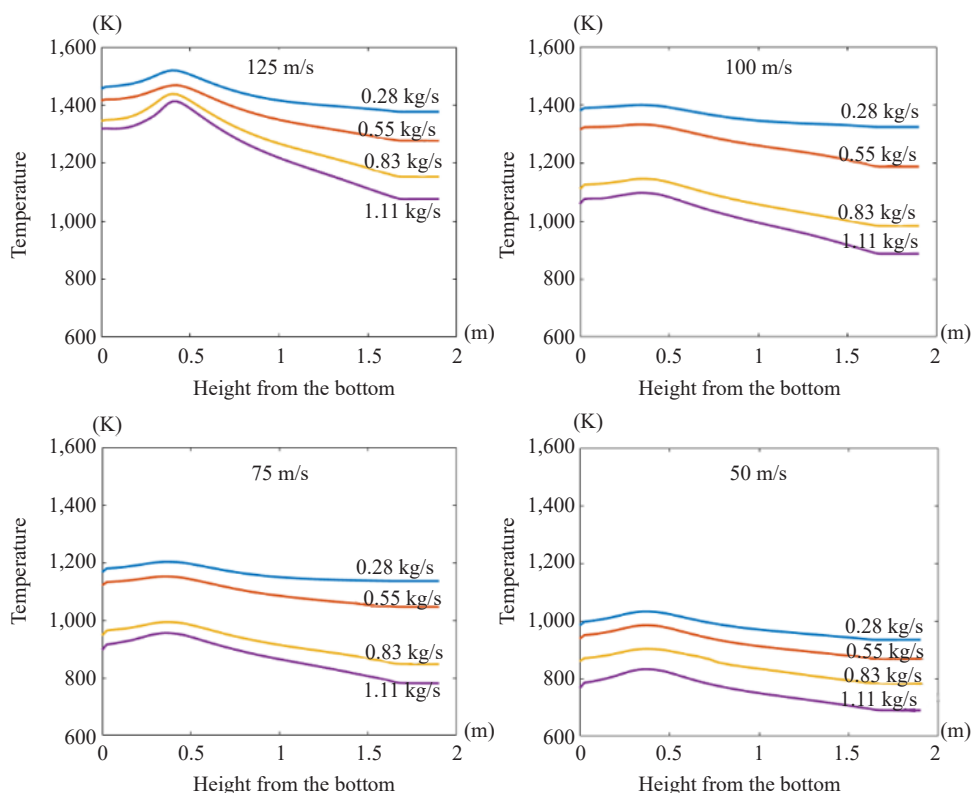 (K)
1,600
1,400
1,200
1,000
800
600
Temperature
125 m/s
0.28 kg/s
0.55 kg/s
0.83 kg/s
1.11 kg/s
0 0.5 1 1.5 2
(m)
Height from the bottom
(K)
1,600
1,400
1,200
1,000
800
600
Temperature
100 m/s
0.28 kg/s
0.55 kg/s
0.83 kg/s
1.11 kg/s
0 0.5 1 1.5 2
(m)
Height from the bottom
(K)
1,600
1,400
1,200
1,000
800
600
Temperature
75 m/s
0.28 kg/s
0.55 kg/s
0.83 kg/s
1.11 kg/s
0 0.5 1 1.5 2
(m)
Height from the bottom
(K)
1,600
1,400
1,200
1,000
800
600
Temperature
50 m/s
0.28 kg/s
0.55 kg/s
0.83 kg/s
1.11 kg/s
0 0.5 1 1.5 2
(m)
Height from the bottom